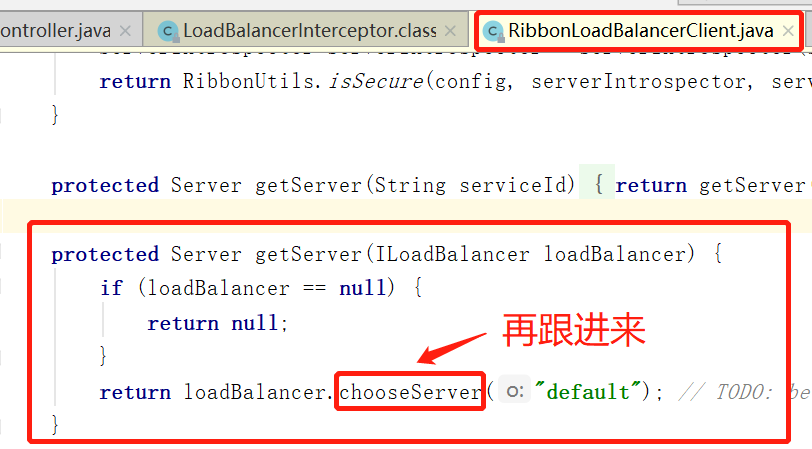 ontroller.java × LoadBalancerInterceptor.class × RibbonLoadBalancerClient.java ×
return RibbonUtils.isSecure(config, serverIntrospector, serv
}
protected Server getServer(String serviceId) { return getServer
protected Server getServer(ILoadBalancer loadBalancer) {
if (loadBalancer == null) {
return null;
再跟进来
}
return loadBalancer.chooseServer( o: "default"); // TODO: be
}